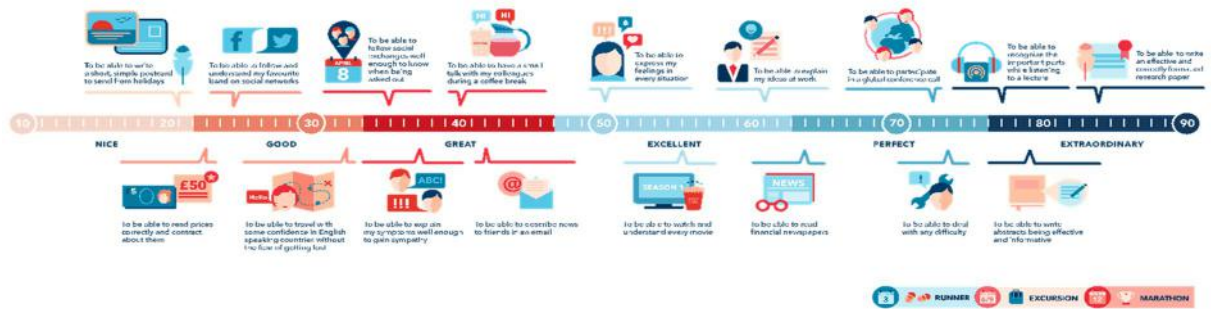 HI
HI
!!!
APRIL
8
To be able to write
a short, simple postcard
to send from holidays
To be able to follow and
understand my favourite
band on social networks
To be able to
follow social
exchanges well
enough to know
when being
asked out
To be able to have a small
talk with my colleagues
during a coffee break
To be able to
express my
feelings in
every situation
To be able to explain
my ideas at work
To be able to participate
in a global conference call
To be able to
recognise the
important parts
while listening
to a lecture
To be able to write
an effective and
correctly formatted
research paper
10 20 30 40 50 60 70 80 90
NICE GOOD GREAT EXCELLENT PERFECT EXTRAORDINARY
£50
ABC!
!!!
@
SEASON
NEWS
To be able to read prices
correctly and contract
about them
To be able to travel with
some confidence in English
speaking countries without
the fear of getting lost
To be able to explain
my symptoms well enough
to gain sympathy
To be able to describe news
to friends in an email
To be able to watch and
understand every movie
To be able to read
financial newspapers
To be able to deal
with any difficulty
To be able to write
abstracts being effective
and informative
3 RUNNER EXCURSION 12 MARATHON